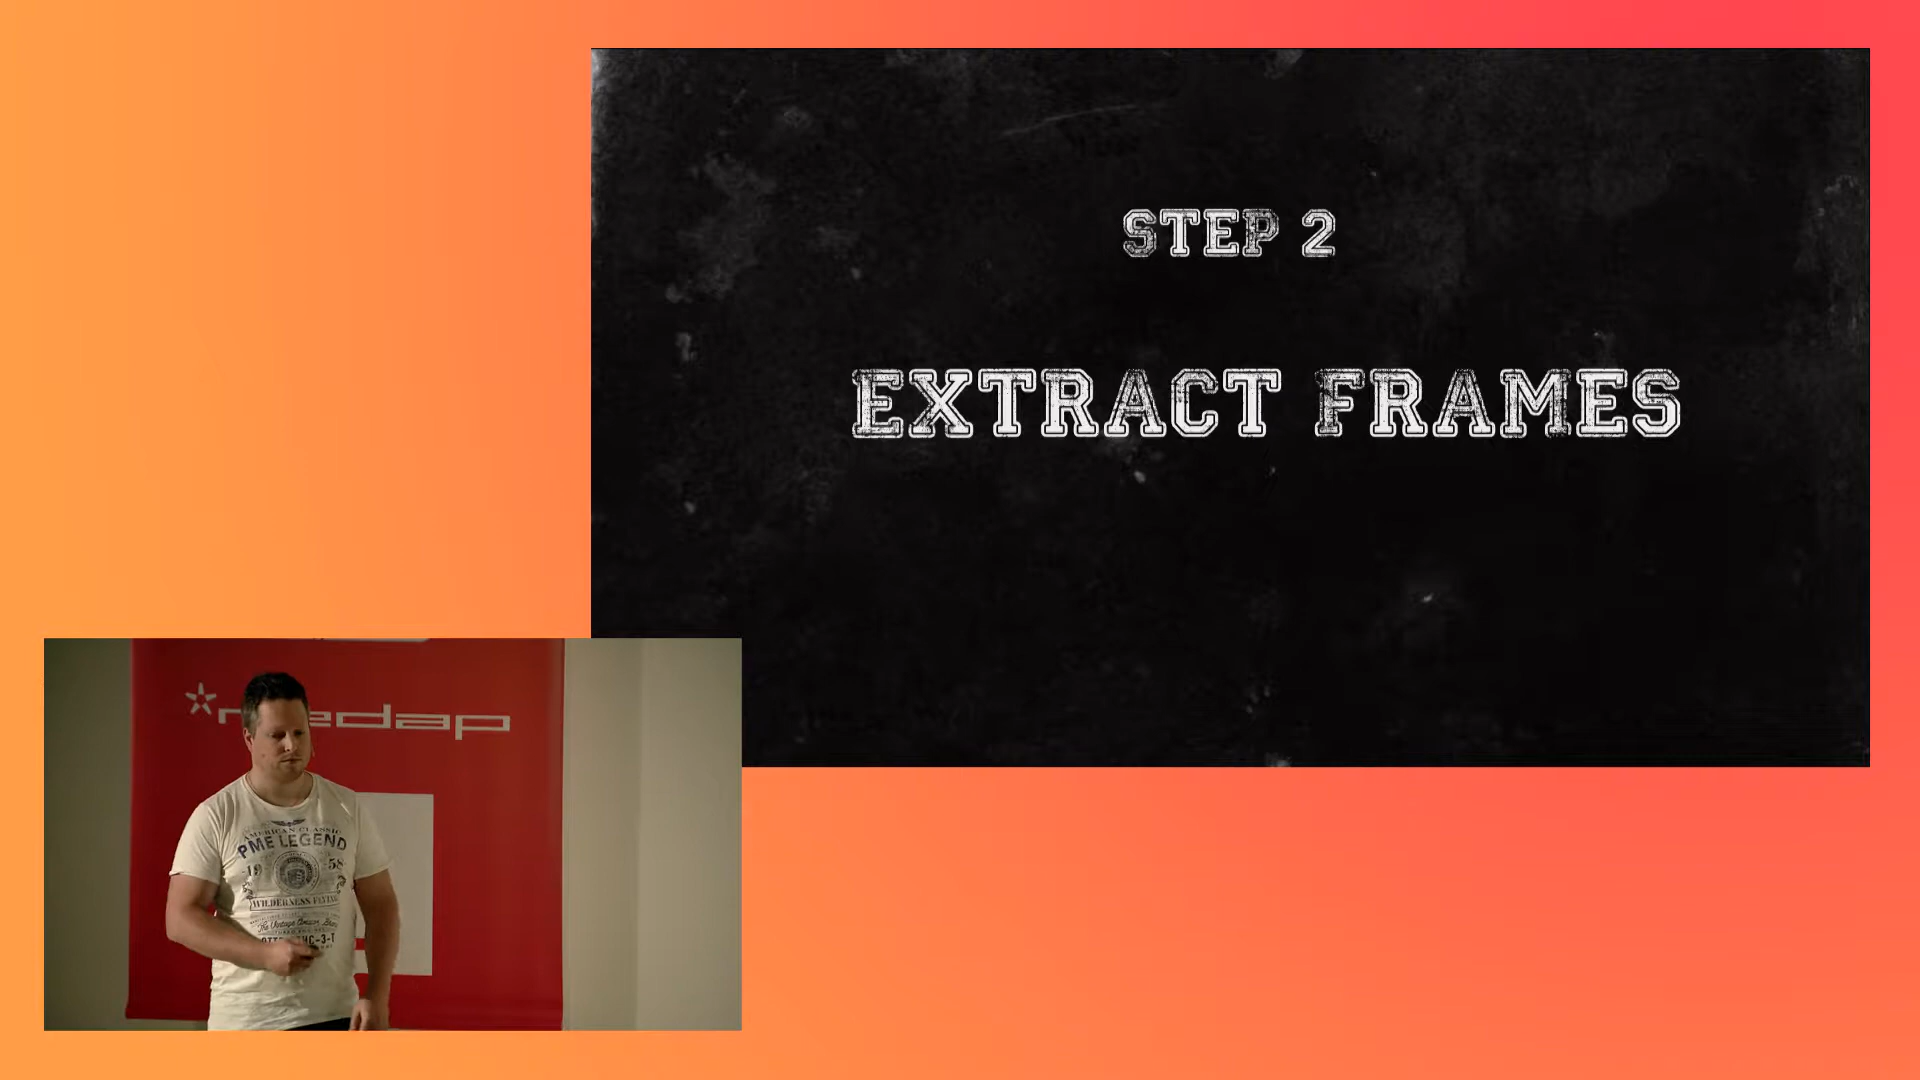 STEP 2
EXTRACT FRAMES
AMERICAN CLASSIC
PME LEGEND
19 58
WILDERNESS